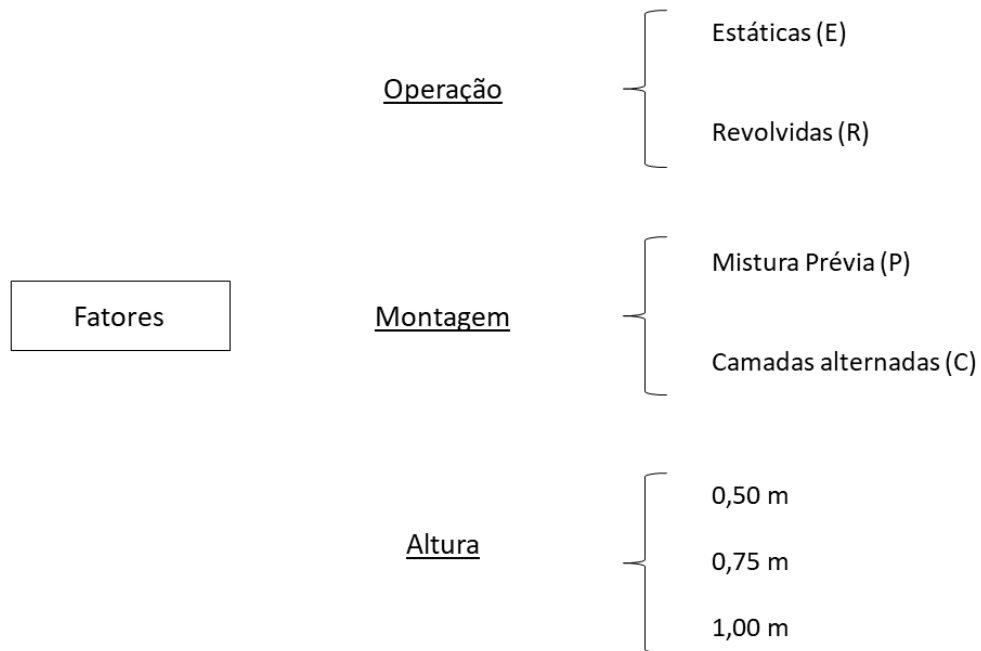 Fatores
Operação
Estáticas (E)
Revolvidas (R)
Montagem
Mistura Prévia (P)
Camadas alternadas (C)
Altura
0,50 m
0,75 m
1,00 m